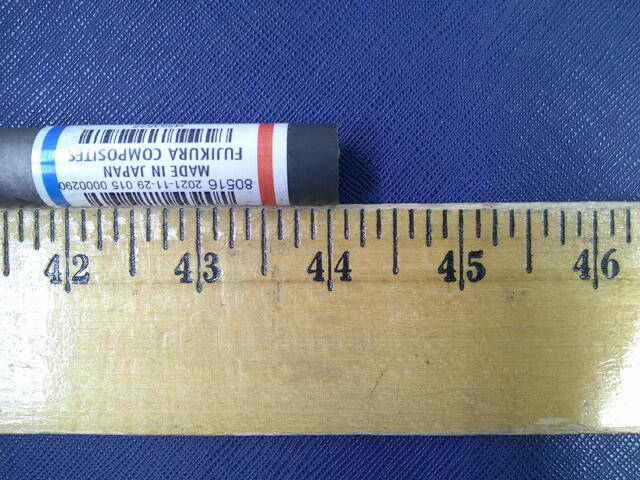 80516 2021-11-29 015 0000290
MADE IN JAPAN
FUJIKURA COMPOSITES
42 43 44 45 46